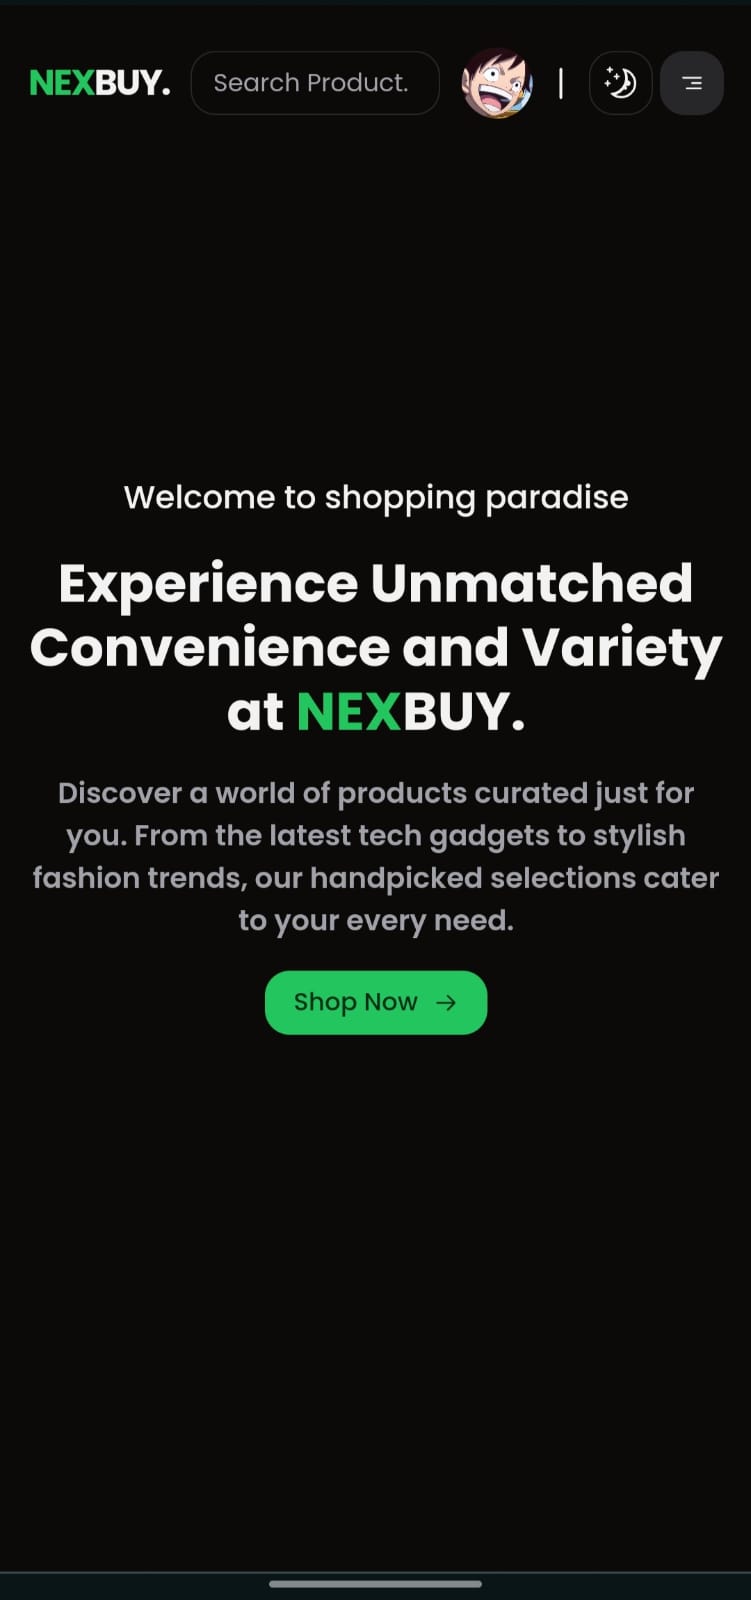 NEXBUY.
Search Product.
Welcome to shopping paradise
Experience Unmatched
Convenience and Variety
at NEXBUY.
Discover a world of products curated just for
you. From the latest tech gadgets to stylish
fashion trends, our handpicked selections cater
to your every need.
Shop Now